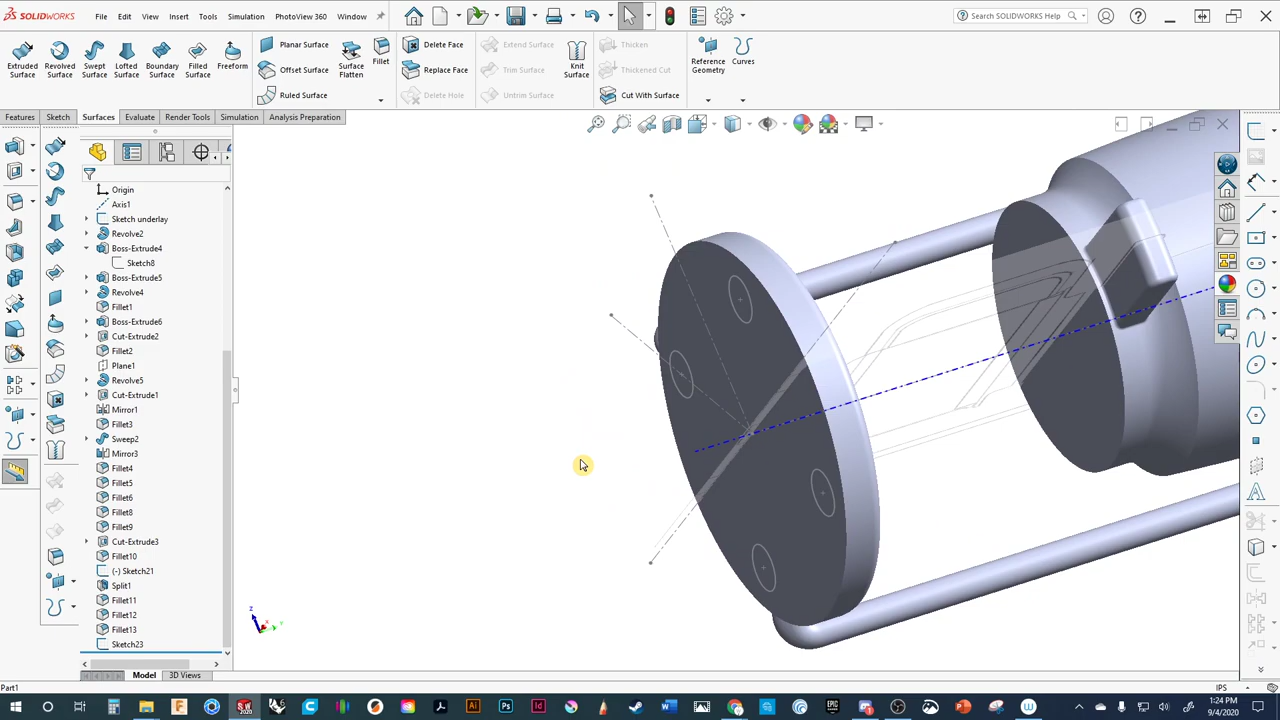 SOLIDWORKS
File Edit View Insert Tools Simulation PhotoView 360 Window
Search SOLIDWORKS Help
Extruded Surface
Revolved Surface
Swept Surface
Lofted Surface
Boundary Surface
Filled Surface
Freeform
Planar Surface
Offset Surface
Ruled Surface
Surface Flatten
Fillet
Delete Face
Replace Face
Delete Hole
Extend Surface
Trim Surface
Untrim Surface
Knit Surface
Thicken
Thickened Cut
Cut With Surface
Reference Geometry
Curves
Features Sketch Surfaces Evaluate Render Tools Simulation Analysis Preparation
Origin
Axis1
Sketch underlay
Revolve2
Boss-Extrude4
Sketch8
Boss-Extrude5
Revolve4
Fillet1
Boss-Extrude6
Cut-Extrude2
Fillet2
Plane1
Revolve5
Cut-Extrude1
Mirror1
Fillet3
Sweep2
Mirror3
Fillet4
Fillet5
Fillet6
Fillet8
Fillet9
Cut-Extrude3
Fillet10
(-) Sketch21
Split1
Fillet11
Fillet12
Fillet13
Sketch23
Model 3D Views
Part1
IPS
1:24 PM
9/4/2020